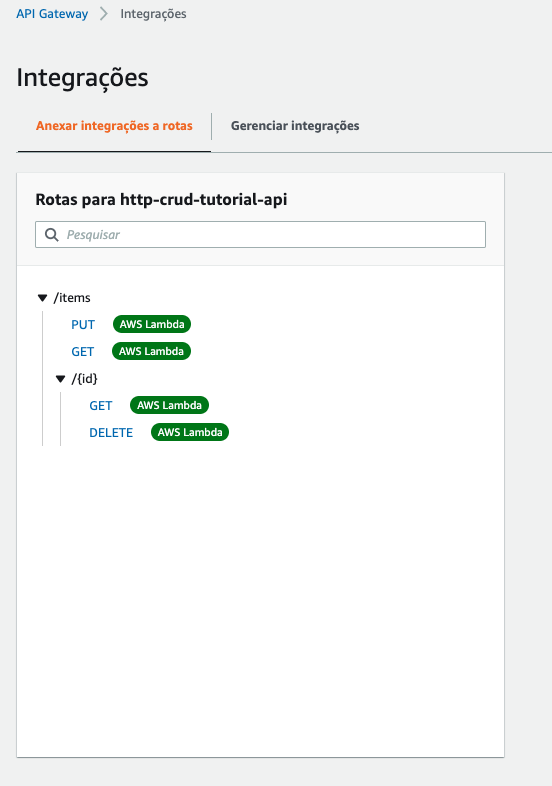 API Gateway Integrações
Integrações
Anexar integrações a rotas Gerenciar integrações
Rotas para http-crud-tutorial-api
Pesquisar
/items
PUT AWS Lambda
GET AWS Lambda
/{id}
GET AWS Lambda
DELETE AWS Lambda